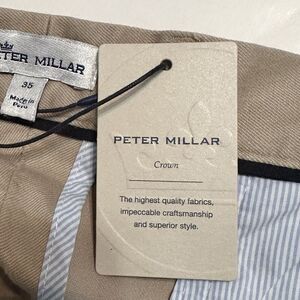 PETER MILLAR
35
Made in
Peru
PETER MILLAR
Crown
The highest quality fabrics,
impeccable craftsmanship
and superior style.